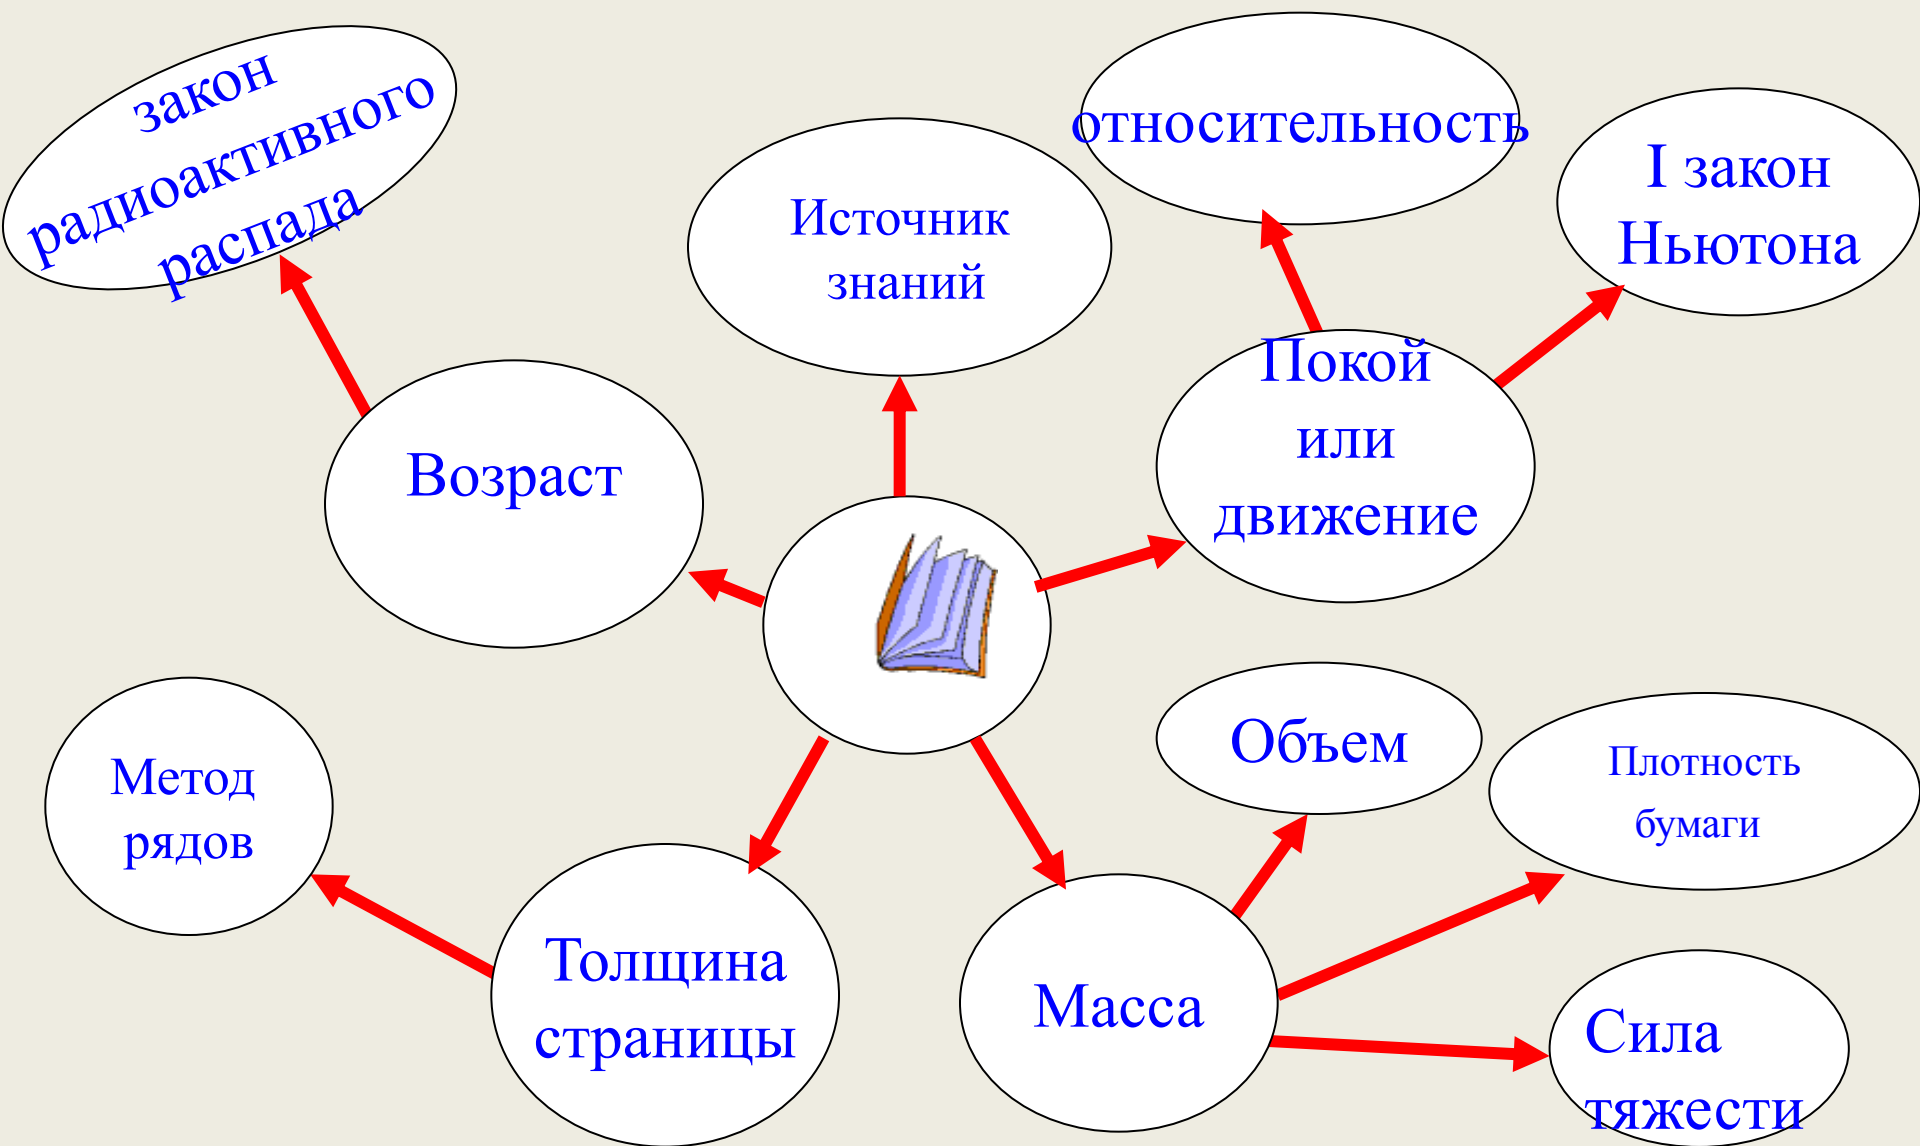 закон
радиоактивного
распада
Источник
знаний
относительность
I закон
Ньютона
Возраст
Покой
или
движение
Метод
рядов
Объем
Плотность
бумаги
Толщина
страницы
Масса
Сила
тяжести